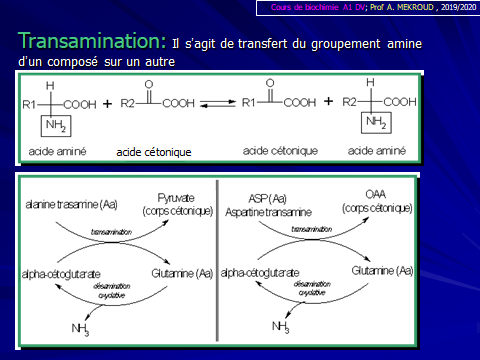 Cours de biochimie A1 DV; Prof A. MEKROUD , 2019/2020
Transamination: Il s'agit de transfert du groupement amine
d'un composé sur un autre
H O O H
R1 COOH + R2 COOH R1 COOH + R2 COOH
NH2 NH2
acide aminé acide cétonique acide cétonique acide aminé
alanine trasamine (Aa)
Pyruvate
(corps cétonique)
transamination
alpha-cétoglutarate
Glutamine (Aa)
désamination
oxydative
NH3
ASP (Aa)
Aspartine transamine
OAA
(corps cétonique)
transamination
alpha-cétoglutarate
Glutamine (Aa)
désamination
oxydative
NH3